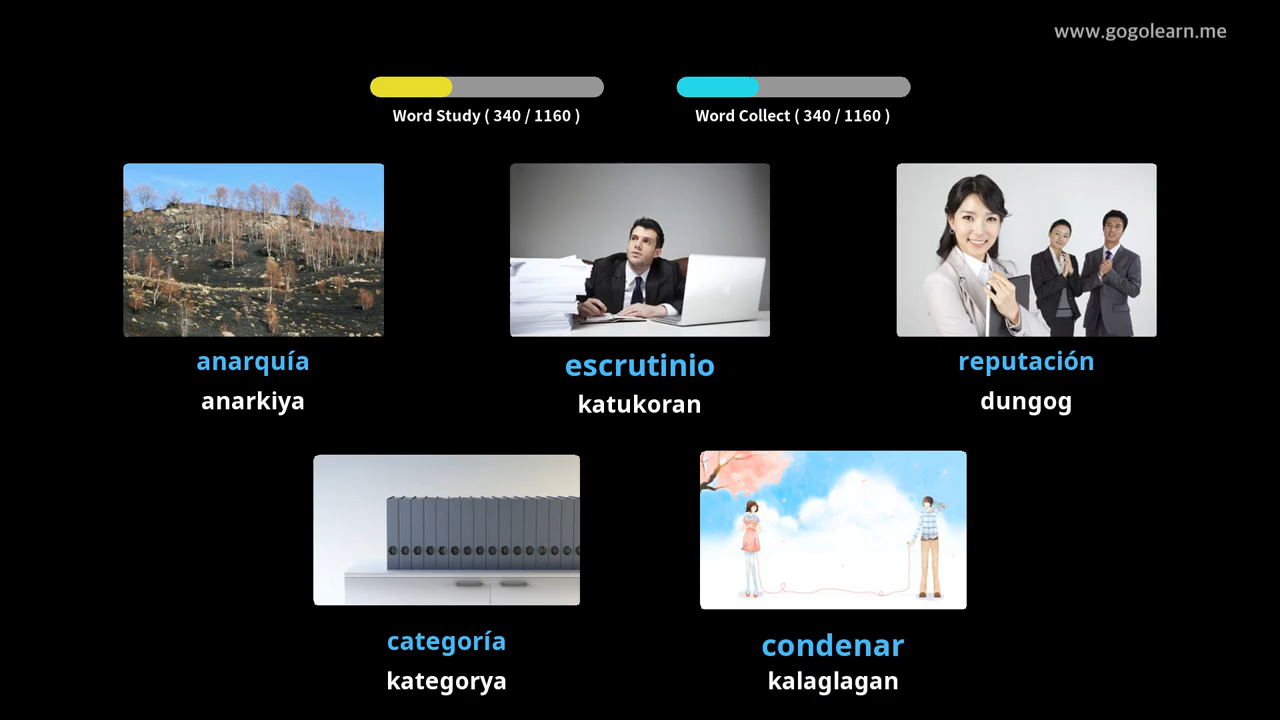 www.gogolearn.me
Word Study ( 340 / 1160 )
Word Collect ( 340 / 1160 )
anarquía
anarkiya
escrutinio
katukoran
reputación
dungog
categoría
kategorya
condenar
kalaglagan